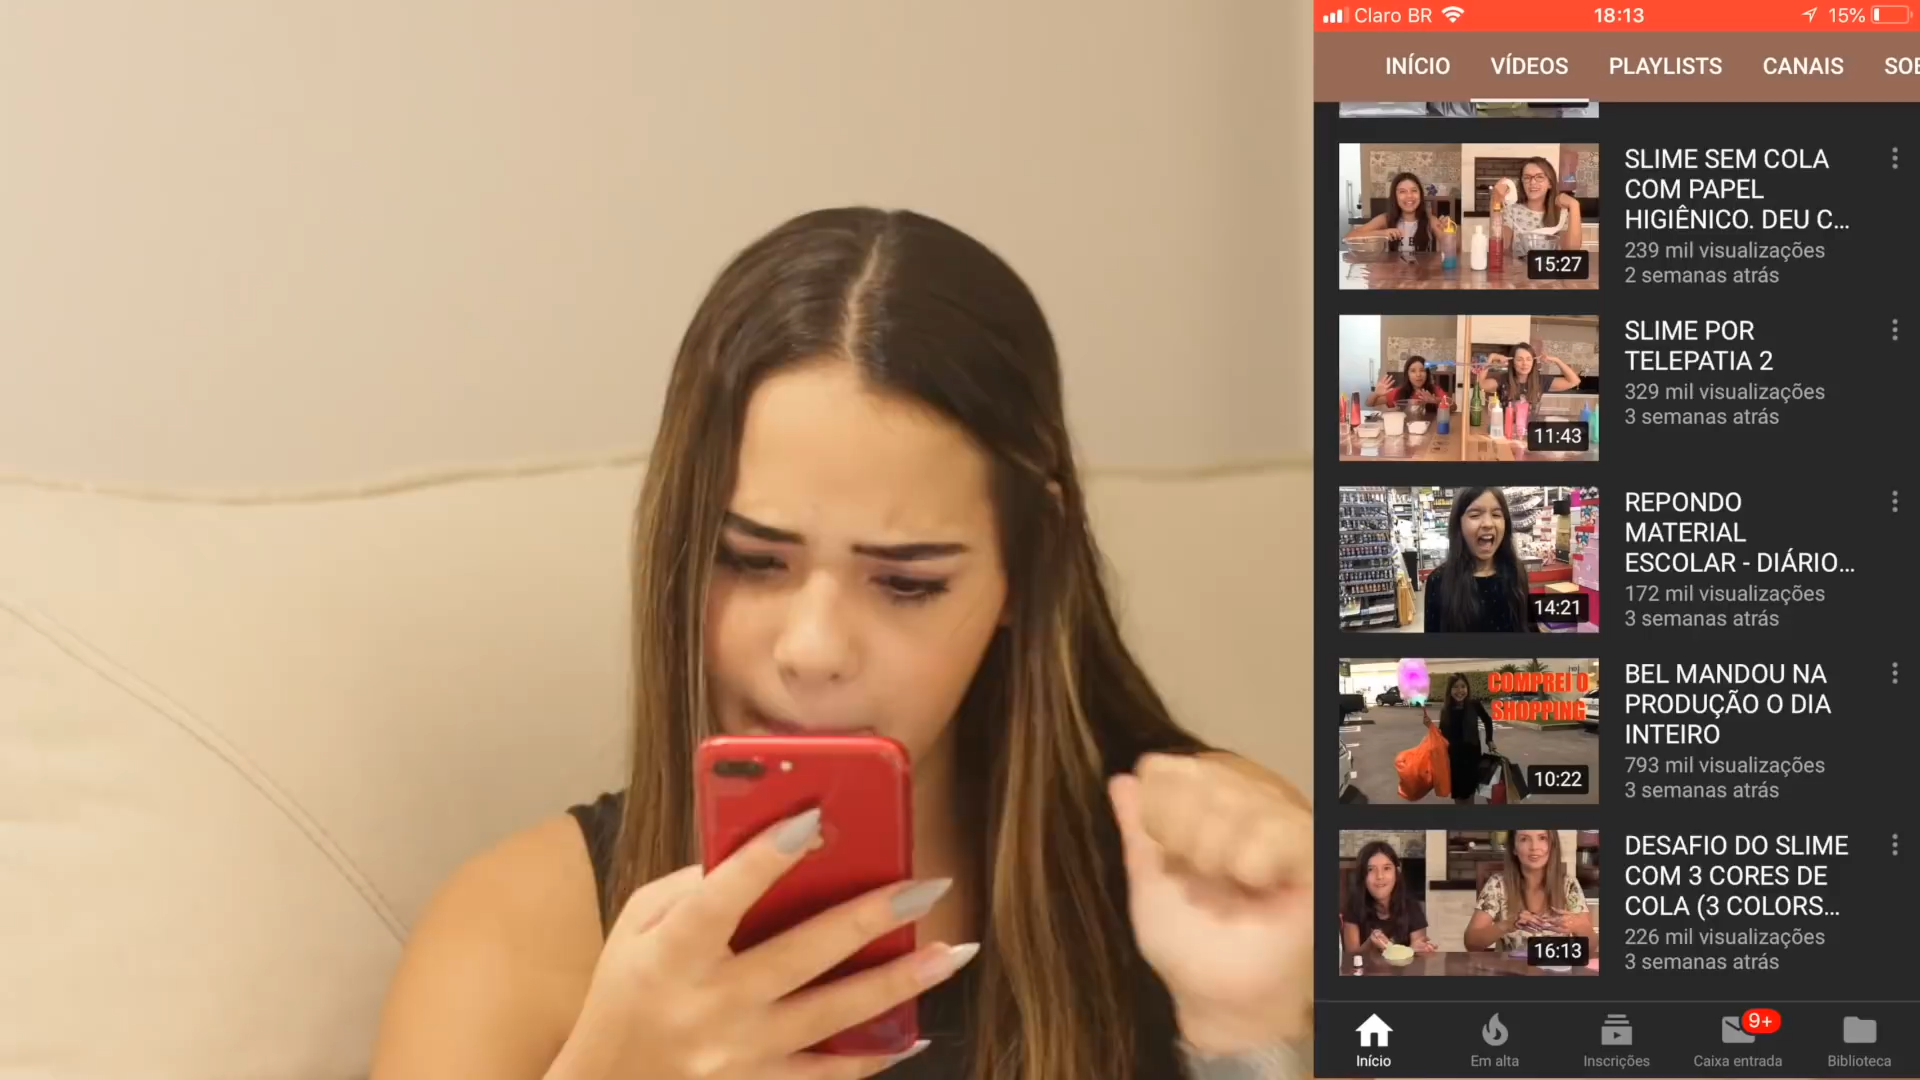 Claro BR
18:13
15%
INÍCIO
VÍDEOS
PLAYLISTS
CANAIS
SOB
SLIME SEM COLA
COM PAPEL
HIGIÊNICO. DEU C...
239 mil visualizações
2 semanas atrás
15:27
SLIME POR
TELEPATIA 2
329 mil visualizações
3 semanas atrás
11:43
REPONDO
MATERIAL
ESCOLAR - DIÁRIO...
172 mil visualizações
3 semanas atrás
14:21
COMPREI O
SHOPPING
BEL MANDOU NA
PRODUÇÃO O DIA
INTEIRO
793 mil visualizações
3 semanas atrás
10:22
DESAFIO DO SLIME
COM 3 CORES DE
COLA (3 COLORS...
226 mil visualizações
3 semanas atrás
16:13
Início
Em alta
Inscrições
9+
Caixa entrada
Biblioteca